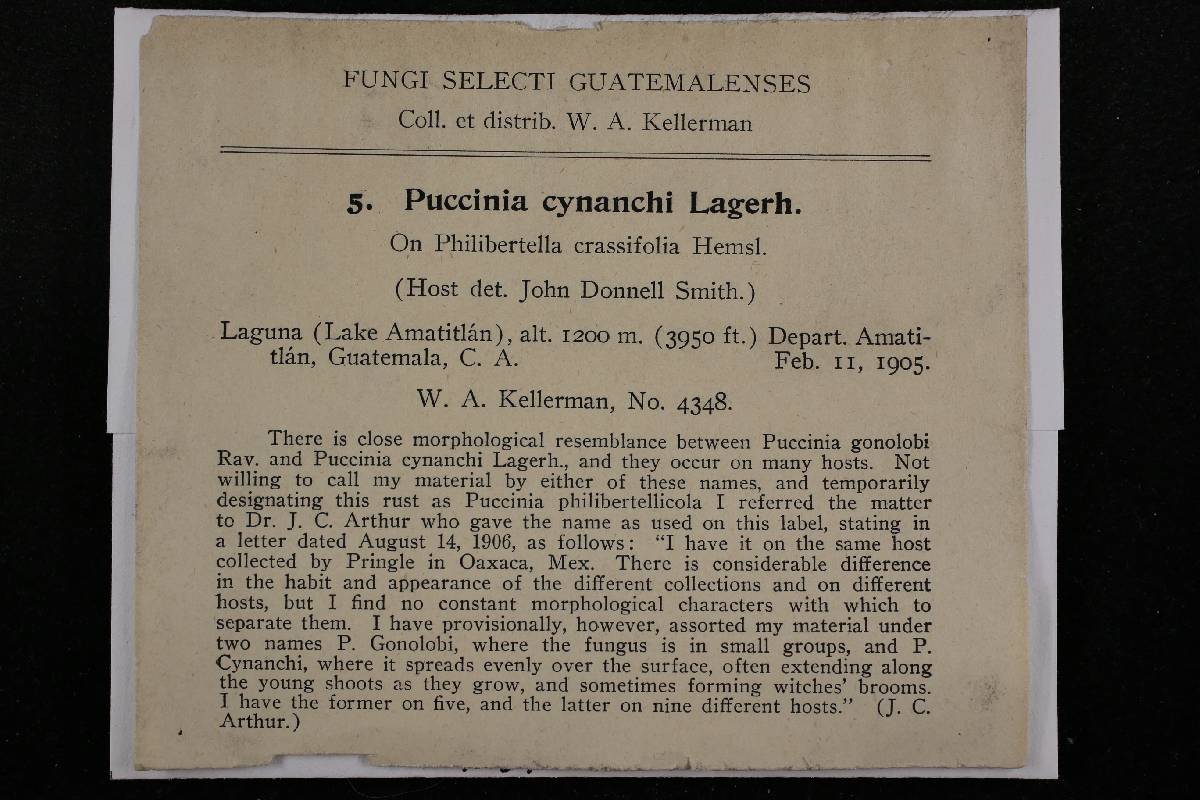 FUNGI SELECTI GUATEMALENSES
Coll. et distrib. W. A. Kellerman
5. Puccinia cynanchi Lagerh.
On Philibertella crassifolia Hemsl.
(Host det. John Donnell Smith.)
Laguna (Lake Amatitlán), alt. 1200 m. (3950 ft.) Depart. Amati-
tlán, Guatemala, C. A. Feb. 11, 1905.
W. A. Kellerman, No. 4348.
There is close morphological resemblance between Puccinia gonolobi
Rav. and Puccinia cynanchi Lagerh., and they occur on many hosts. Not
willing to call my material by either of these names, and temporarily
designating this rust as Puccinia philibertellicola I referred the matter
to Dr. J. C. Arthur who gave the name as used on this label, stating in
a letter dated August 14, 1906, as follows: “I have it on the same host
collected by Pringle in Oaxaca, Mex. There is considerable difference
in the habit and appearance of the different collections and on different
hosts, but I find no constant morphological characters with which to
separate them. I have provisionally, however, assorted my material under
two names P. Gonolobi, where the fungus is in small groups, and P.
Cynanchi, where it spreads evenly over the surface, often extending along
the young shoots as they grow, and sometimes forming witches’ brooms.
I have the former on five, and the latter on nine different hosts.” (J. C.
Arthur.)